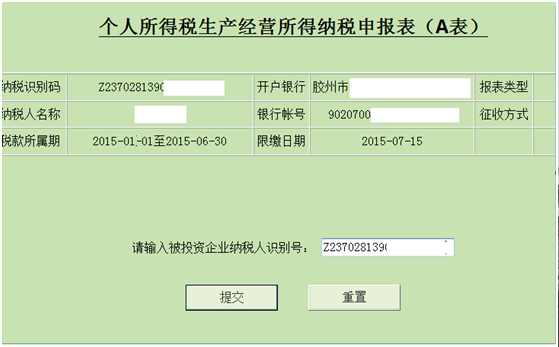 个人所得税生产经营所得纳税申报表（A表）
纳税识别码 Z2370281390 开户银行 胶州市 报表类型
纳税人名称 银行帐号 9020700 征收方式
税款所属期 2015-01-01至2015-06-30 限缴日期 2015-07-15
请输入被投资企业纳税人识别号： Z2370281390
提交 重置